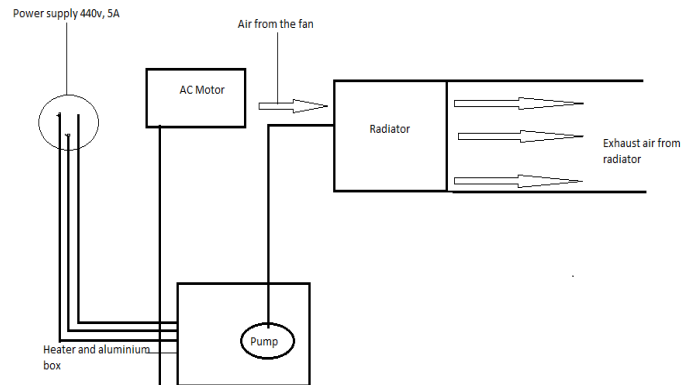 Power supply 440v, 5A
Air from the fan
AC Motor
Radiator
Exhaust air from
radiator
Pump
Heater and aluminium
box